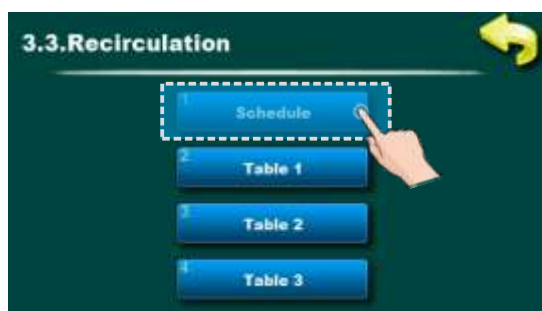 3.3.Recirculation
1
Schedule
2
Table 1
3
Table 2
4
Table 3